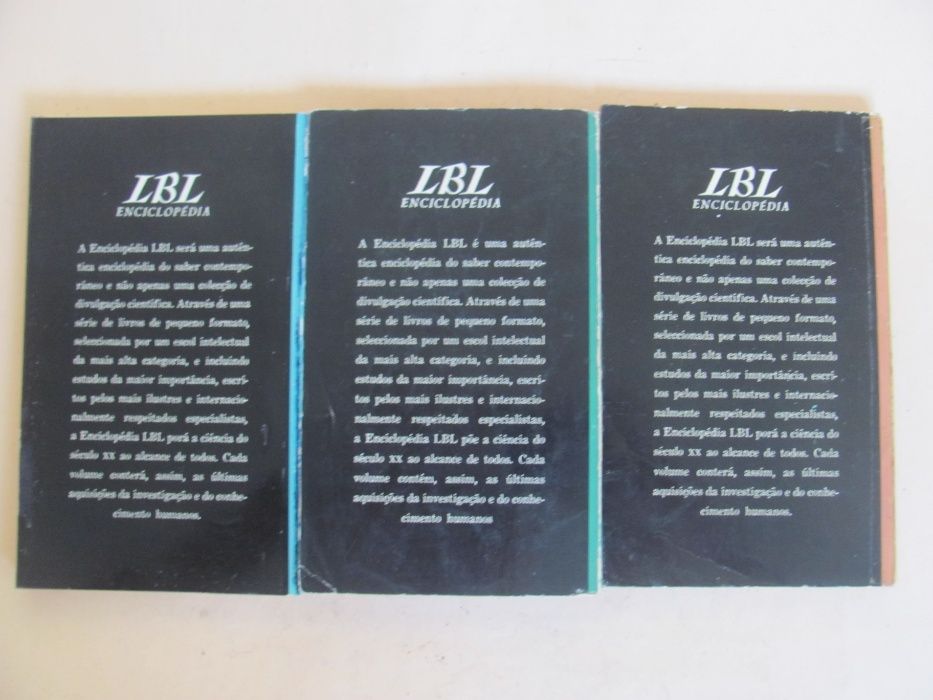 LBL
ENCICLOPÉDIA
A Enciclopédia LBL será uma autên-
tica enciclopédia do saber contempo-
râneo e não apenas uma colecção de
divulgação científica. Através de uma
série de livros de pequeno formato,
seleccionada por um escol intelectual
da mais alta categoria, e incluindo
estudos da maior importância, escri-
tos pelos mais ilustres e internacio-
nalmente respeitados especialistas,
a Enciclopédia LBL porá a ciência do
século XX ao alcance de todos. Cada
volume conterá, assim, as últimas
aquisições da investigação e do conhe-
cimento humanos.
LBL
ENCICLOPÉDIA
A Enciclopédia LBL é uma autên-
tica enciclopédia do saber contempo-
râneo e não apenas uma colecção de
divulgação científica. Através de uma
série de livros de pequeno formato,
seleccionada por um escol intelectual
da mais alta categoria, e incluindo
estudos da maior importância, escri-
tos pelos mais ilustres e internacio-
nalmente respeitados especialistas,
a Enciclopédia LBL põe a ciência do
século XX ao alcance de todos. Cada
volume contém, assim, as últimas
aquisições da investigação e do conhe-
cimento humanos
LBL
ENCICLOPÉDIA
A Enciclopédia LBL será uma autên-
tica enciclopédia do saber contempo-
râneo e não apenas uma colecção de
divulgação científica. Através de uma
série de livros de pequeno formato,
seleccionada por um escol intelectual
da mais alta categoria, e incluindo
estudos da maior importância, escri-
tos pelos mais ilustres e internacio-
nalmente respeitados especialistas,
a Enciclopédia LBL porá a ciência do
século XX ao alcance de todos. Cada
volume conterá, assim, as últimas
aquisições da investigação e do conhe-
cimento humanos.